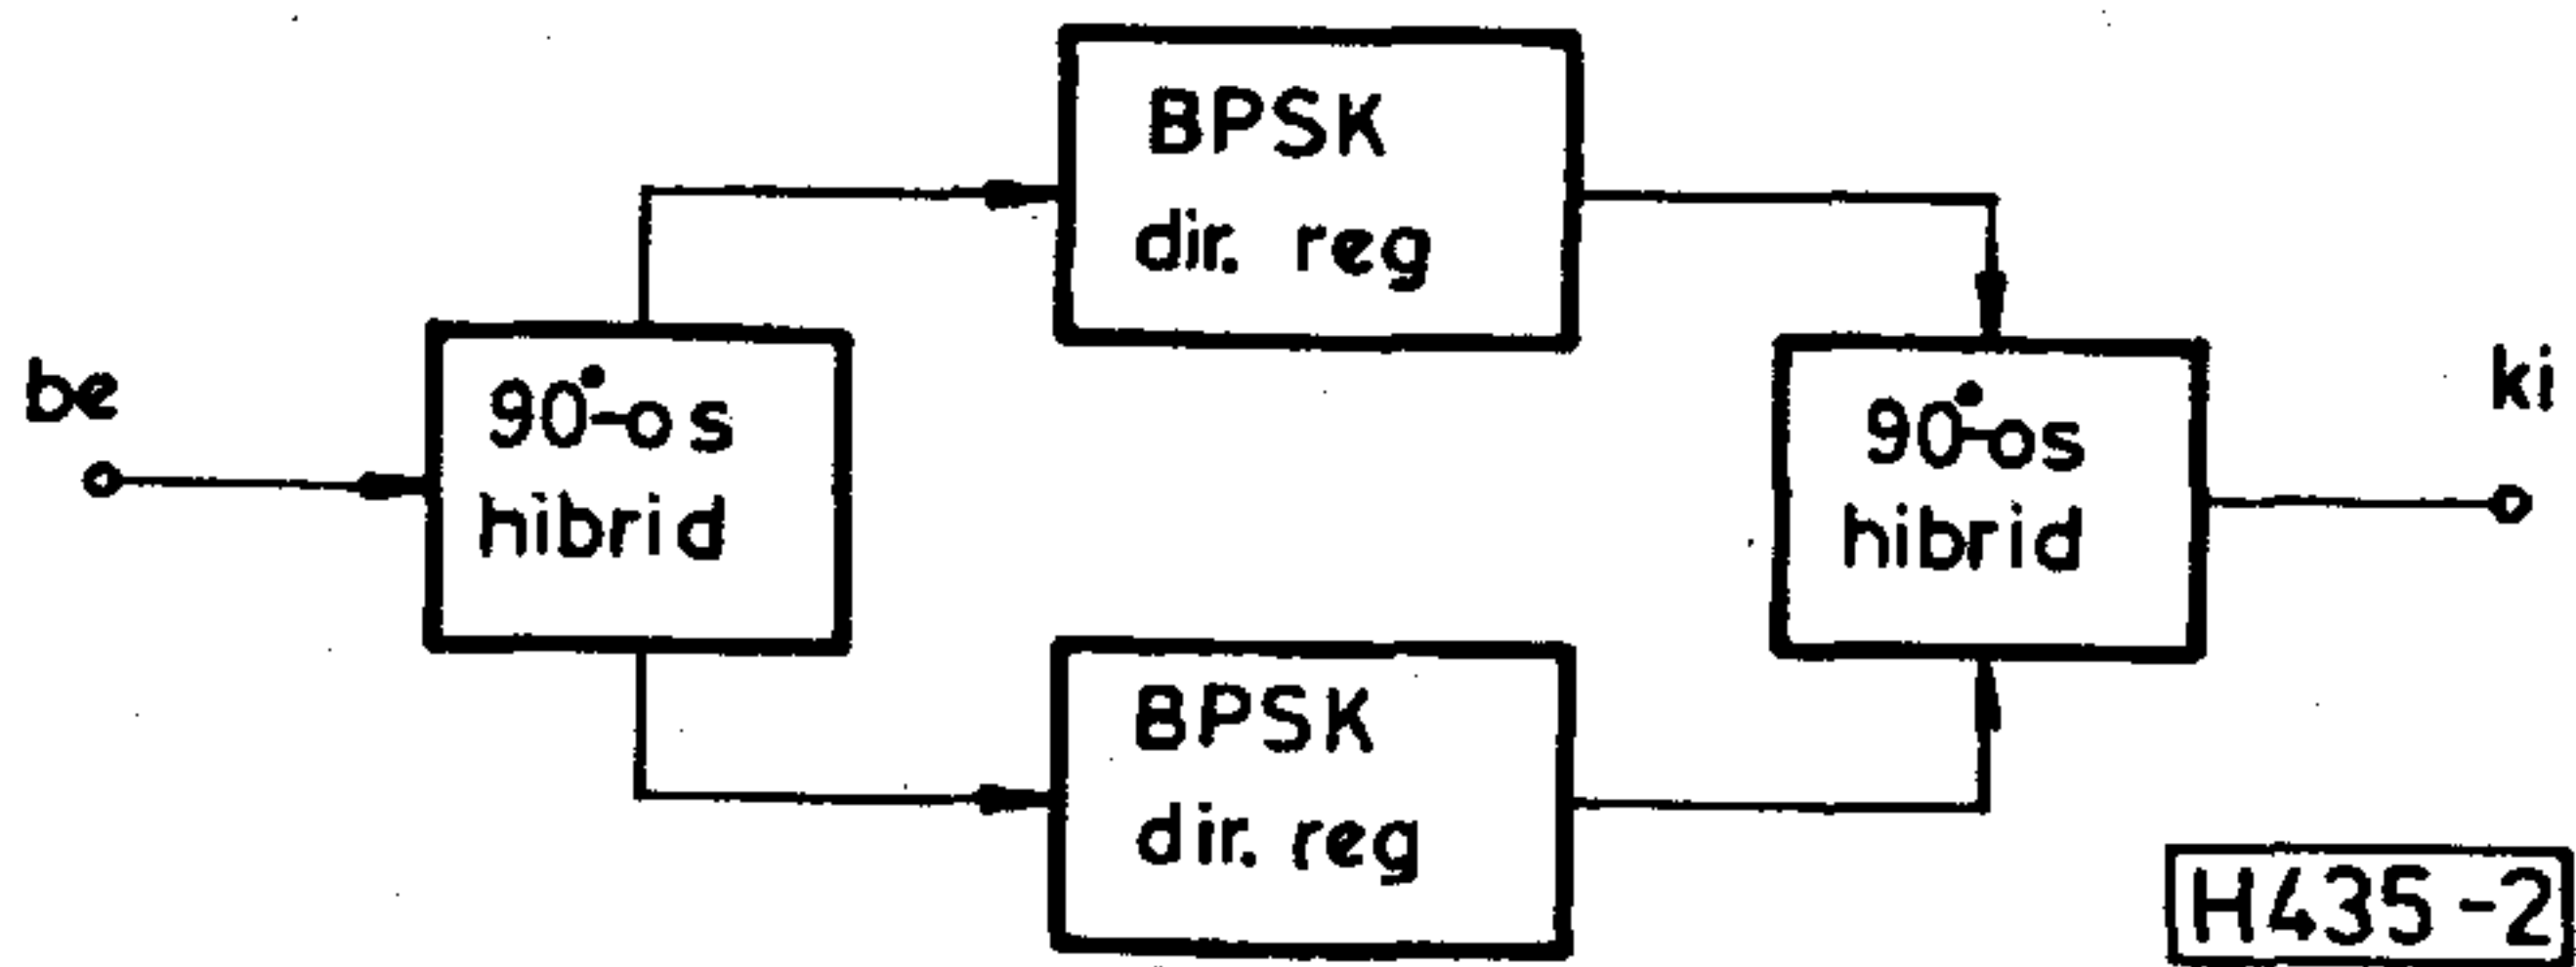 BPSK
dir. reg
be
90°-os
hibrid
90°-os
hibrid
ki
BPSK
dir. reg
H435-2